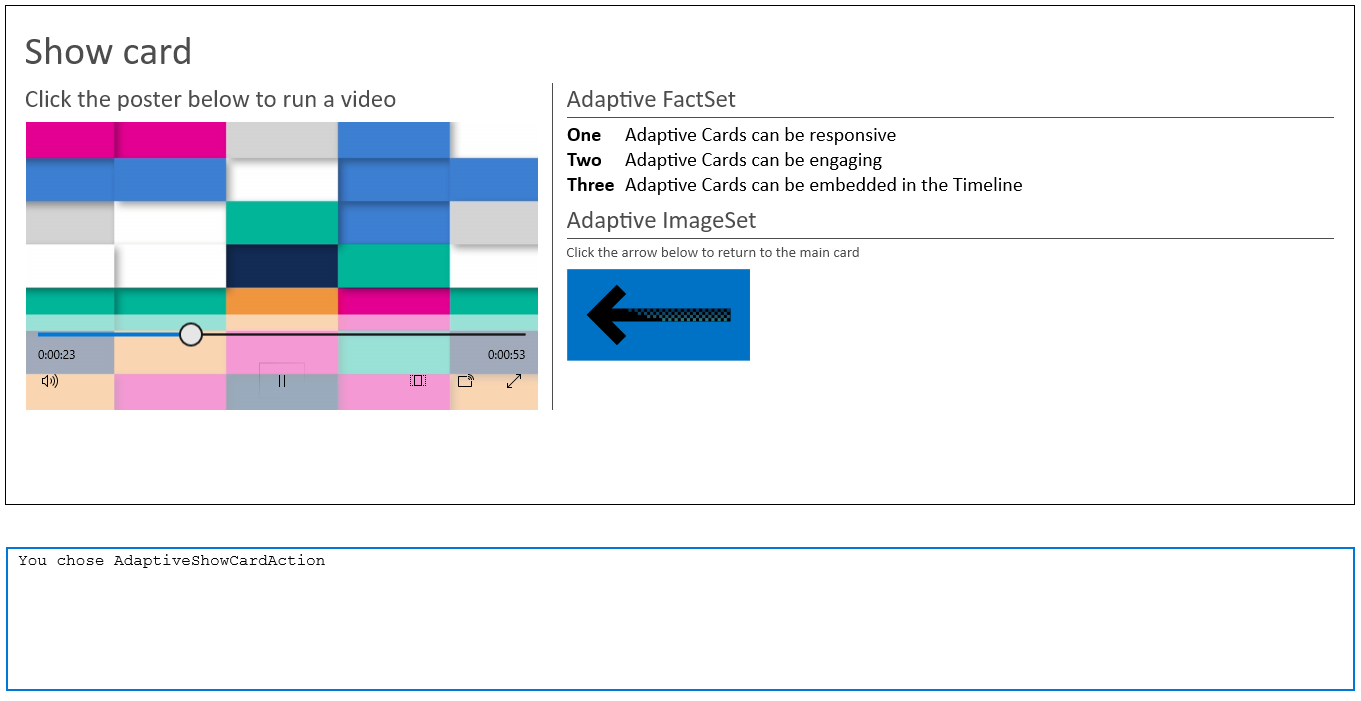 Show card
Click the poster below to run a video
0:00:23
0:00:53
Adaptive FactSet
One Adaptive Cards can be responsive
Two Adaptive Cards can be engaging
Three Adaptive Cards can be embedded in the Timeline
Adaptive ImageSet
Click the arrow below to return to the main card
You chose AdaptiveShowCardAction